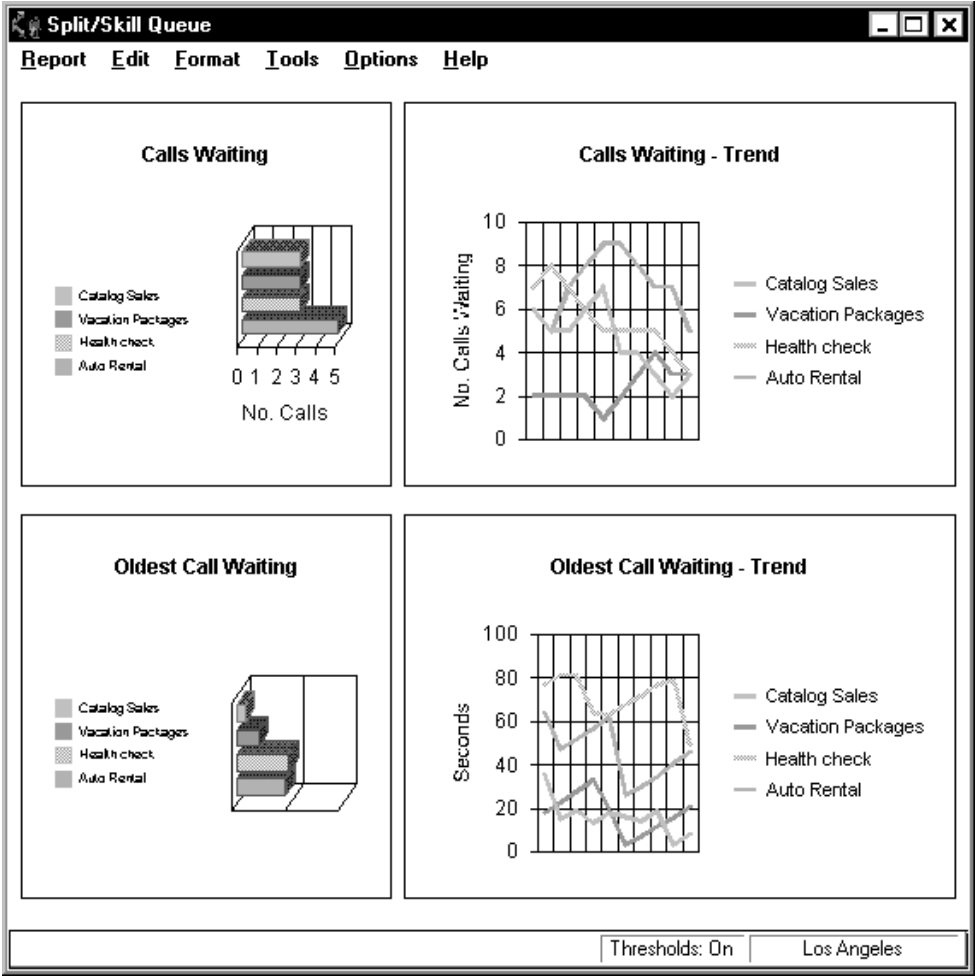 Split/Skill Queue
Report Edit Format Tools Options Help
Calls Waiting
Catalog Sales
Vacation Packages
Health check
Auto Rental
0 1 2 3 4 5
No. Calls
Calls Waiting - Trend
No. Calls Waiting
10
8
6
4
2
0
Catalog Sales
Vacation Packages
Health check
Auto Rental
Oldest Call Waiting
Catalog Sales
Vacation Packages
Health check
Auto Rental
Oldest Call Waiting - Trend
Seconds
100
80
60
40
20
0
Catalog Sales
Vacation Packages
Health check
Auto Rental
Thresholds: On
Los Angeles